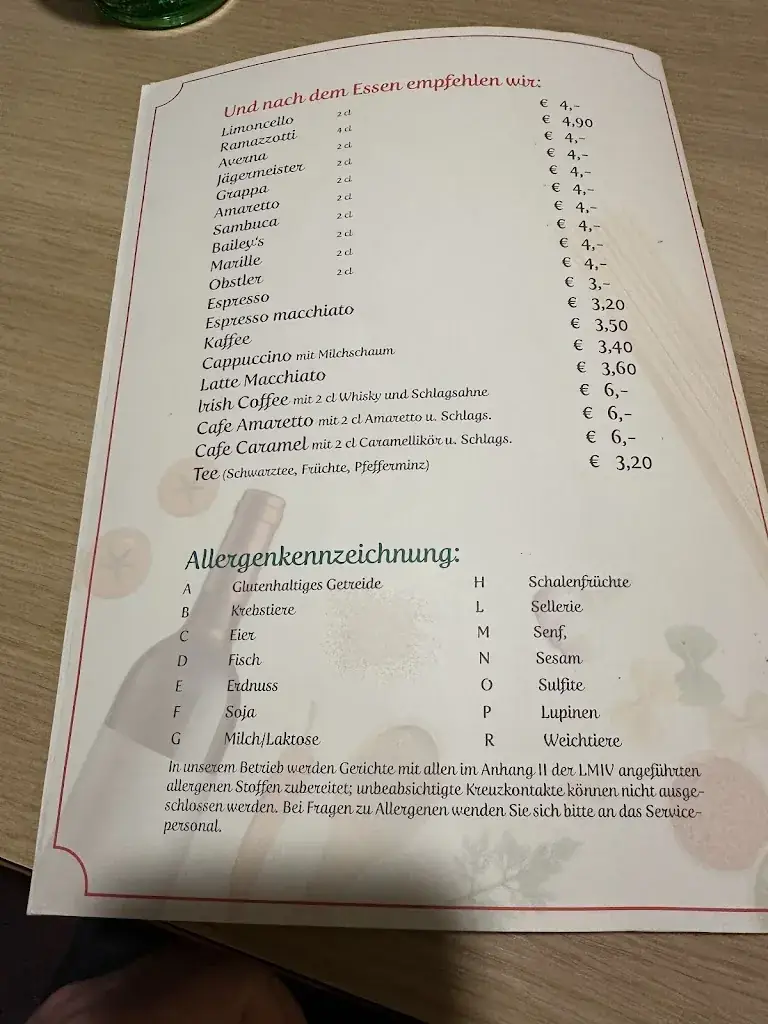 Und nach dem Essen empfehlen wir:
Limoncello 2 cl € 4,-
Ramazzotti 4 cl € 4,90
Averna 2 cl € 4,-
Jägermeister 2 cl € 4,-
Grappa 2 cl € 4,-
Amaretto 2 cl € 4,-
Sambuca 2 cl € 4,-
Bailey's 2 cl € 4,-
Marille 2 cl € 4,-
Obstler 2 cl € 4,-
Espresso € 3,-
Espresso macchiato € 3,20
Kaffee € 3,50
Cappuccino mit Milchschaum € 3,40
Latte Macchiato € 3,60
Irish Coffee mit 2 cl Whisky und Schlagsahne € 6,-
Cafe Amaretto mit 2 cl Amaretto u. Schlags. € 6,-
Cafe Caramel mit 2 cl Caramellikör u. Schlags. € 6,-
Tee (Schwarztee, Früchte, Pfefferminz) € 3,20
Allergenkennzeichnung:
A Glutenhaltiges Getreide H Schalenfrüchte
B Krebstiere L Sellerie
C Eier M Senf,
D Fisch N Sesam
E Erdnuss O Sulfite
F Soja P Lupinen
G Milch/Laktose R Weichtiere
In unserem Betrieb werden Gerichte mit allen im Anhang II der LMIV angeführten
allergenen Stoffen zubereitet; unbeabsichtigte Kreuzkontakte können nicht ausge-
schlossen werden. Bei Fragen zu Allergenen wenden Sie sich bitte an das Service-
personal.